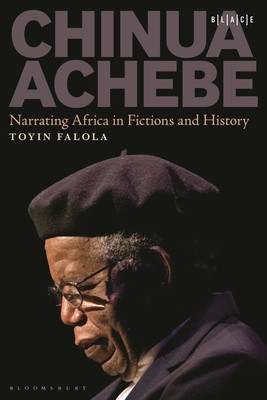 B|L|A|C|K
CHINUA
ACHEBE
Narrating Africa in Fictions and History
TOYIN FALOLA
BLOOMSBURY